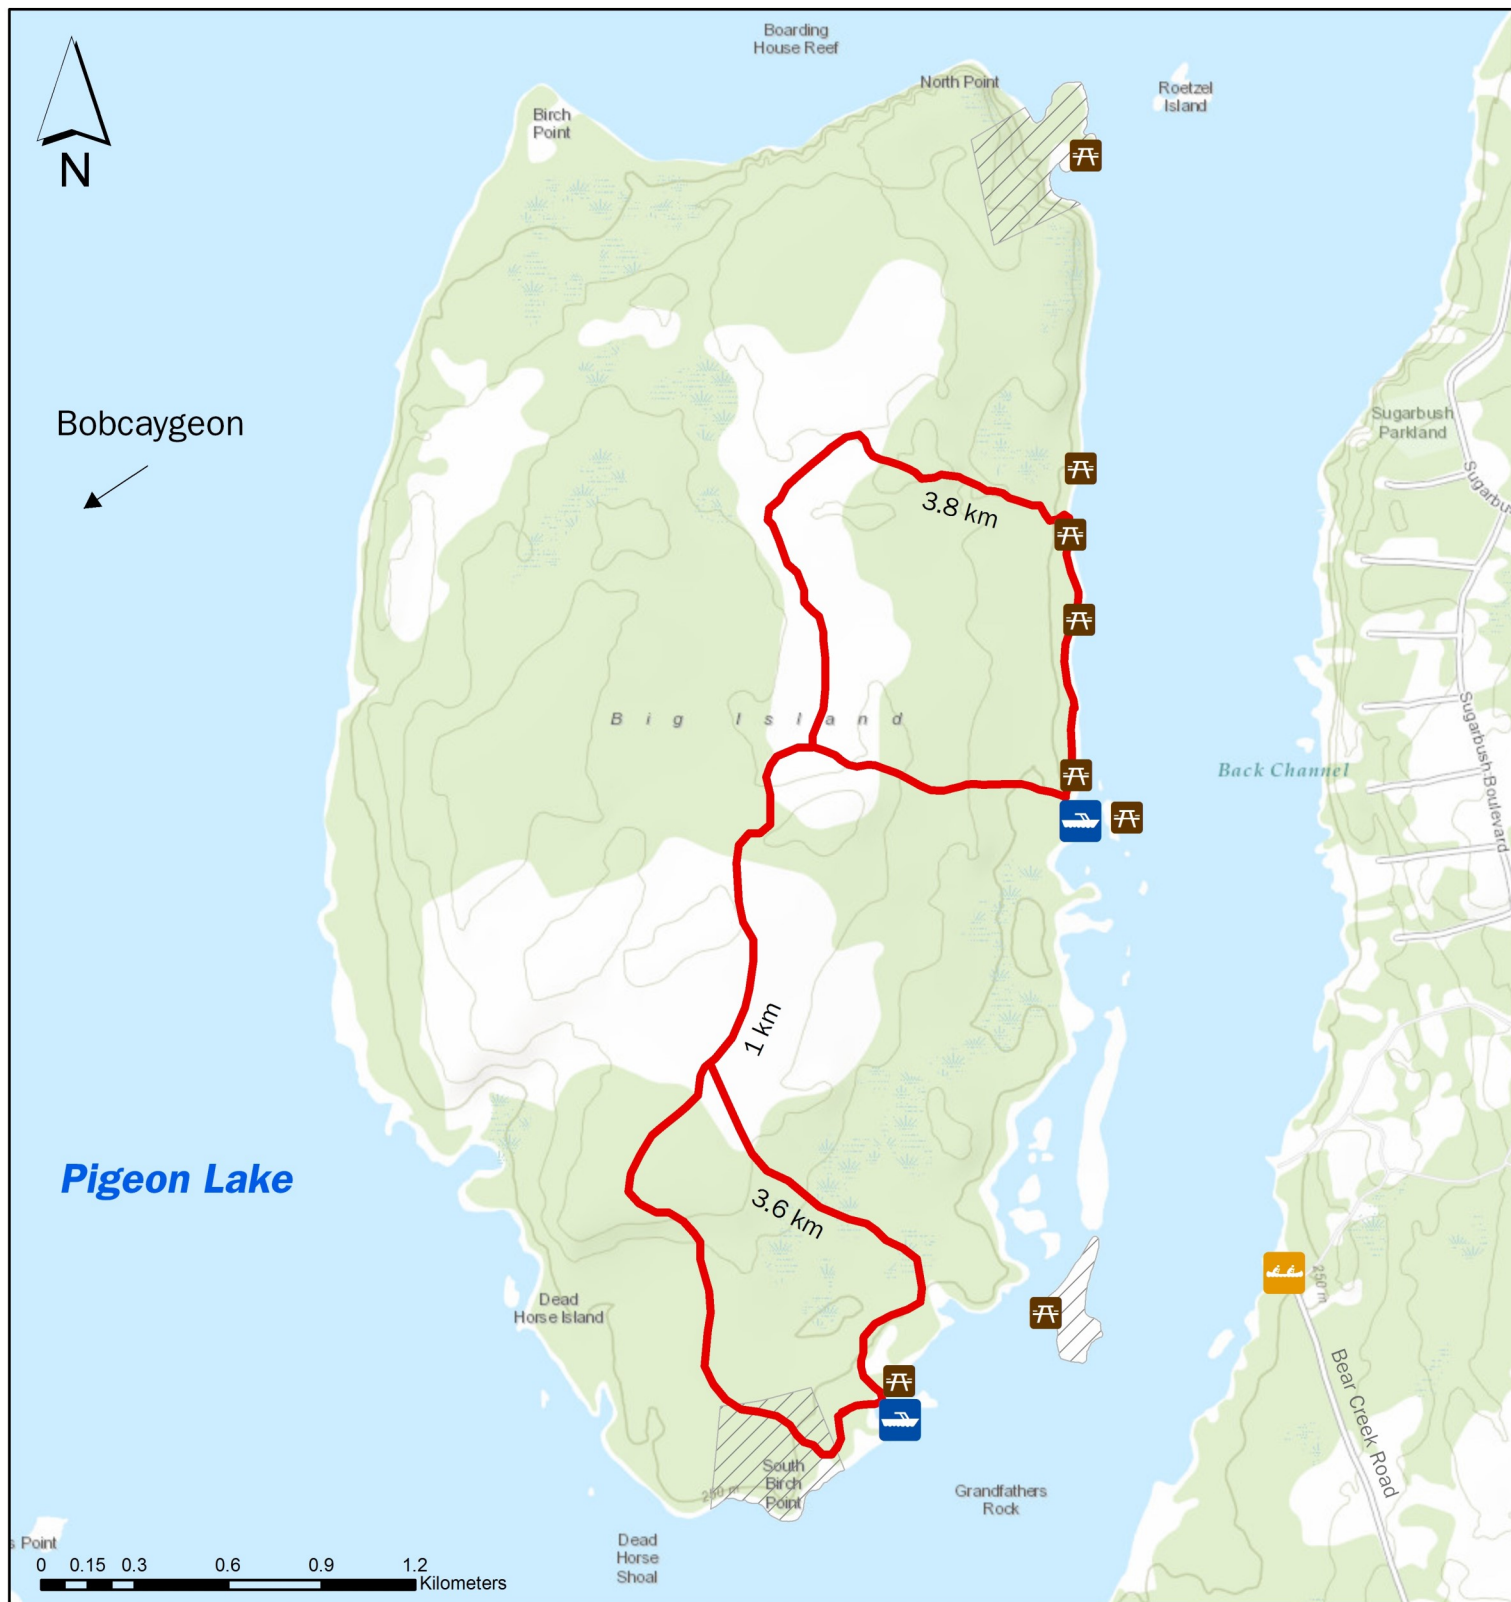 Boarding
House Reef
North Point
Roetzel
Island
Birch
Point
N
Bobcaygeon
Sugarbush
Parkland
3.8 km
Big Island
Back Channel
Sugarbush Boulevard
1 km
Pigeon Lake
3.6 km
250 m
Dead
Horse Island
Bear Creek Road
South
Birch
Point
250 m
Grandfathers
Rock
Dead
Horse
Shoal
s Point
0 0.15 0.3 0.6 0.9 1.2
Kilometers